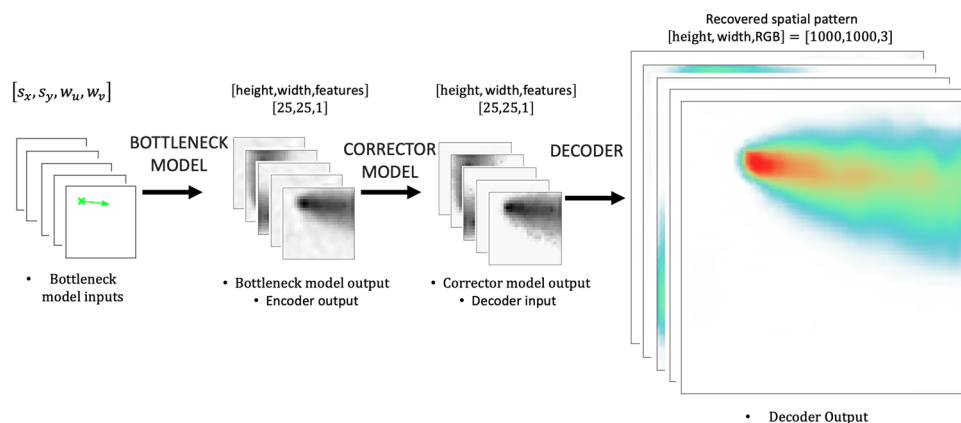 Recovered spatial pattern
[height, width,RGB] = [1000,1000,3]
[s_x, s_y, w_u, w_v]
[height,width,features]
[25,25,1]
[height, width,features]
[25,25,1]
BOTTLENECK
MODEL
CORRECTOR
MODEL
DECODER
• Bottleneck
model inputs
• Bottleneck model output
• Encoder output
• Corrector model output
• Decoder input
• Decoder Output